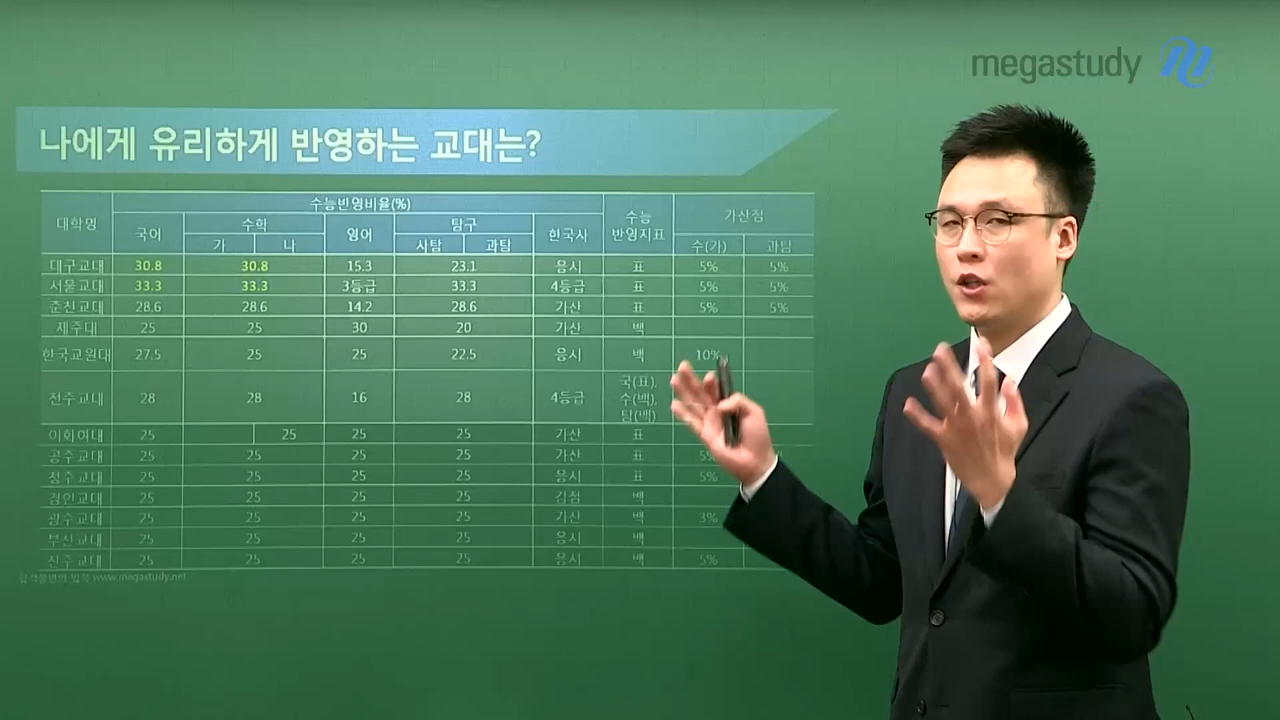 megastudy
나에게 유리하게 반영하는 교대는?
대학명 수능반영비율(%) 수능 반영지표 가산점
국어 수학 영어 탐구 한국사 수(가) 과탐
가 나 사탐 과탐
대구교대 30.8 30.8 15.3 23.1 응시 표 5% 5%
서울교대 33.3 33.3 3등급 33.3 4등급 표 5% 5%
춘천교대 28.6 28.6 14.2 28.6 가산 표 5% 5%
제주대 25 25 30 20 가산 백
한국교원대 27.5 25 25 22.5 응시 백 10%
전주교대 28 28 16 28 4등급 국(표), 수(백), 탐(백)
이화여대 25 25 25 25 가산 표
공주교대 25 25 25 25 가산 표
청주교대 25 25 25 25 응시 표 5%
경인교대 25 25 25 25 감점 백
광주교대 25 25 25 25 가산 백 3%
부산교대 25 25 25 25 응시 백
진주교대 25 25 25 25 응시 백 5%
합격불변의 법칙 www.megastudy.net